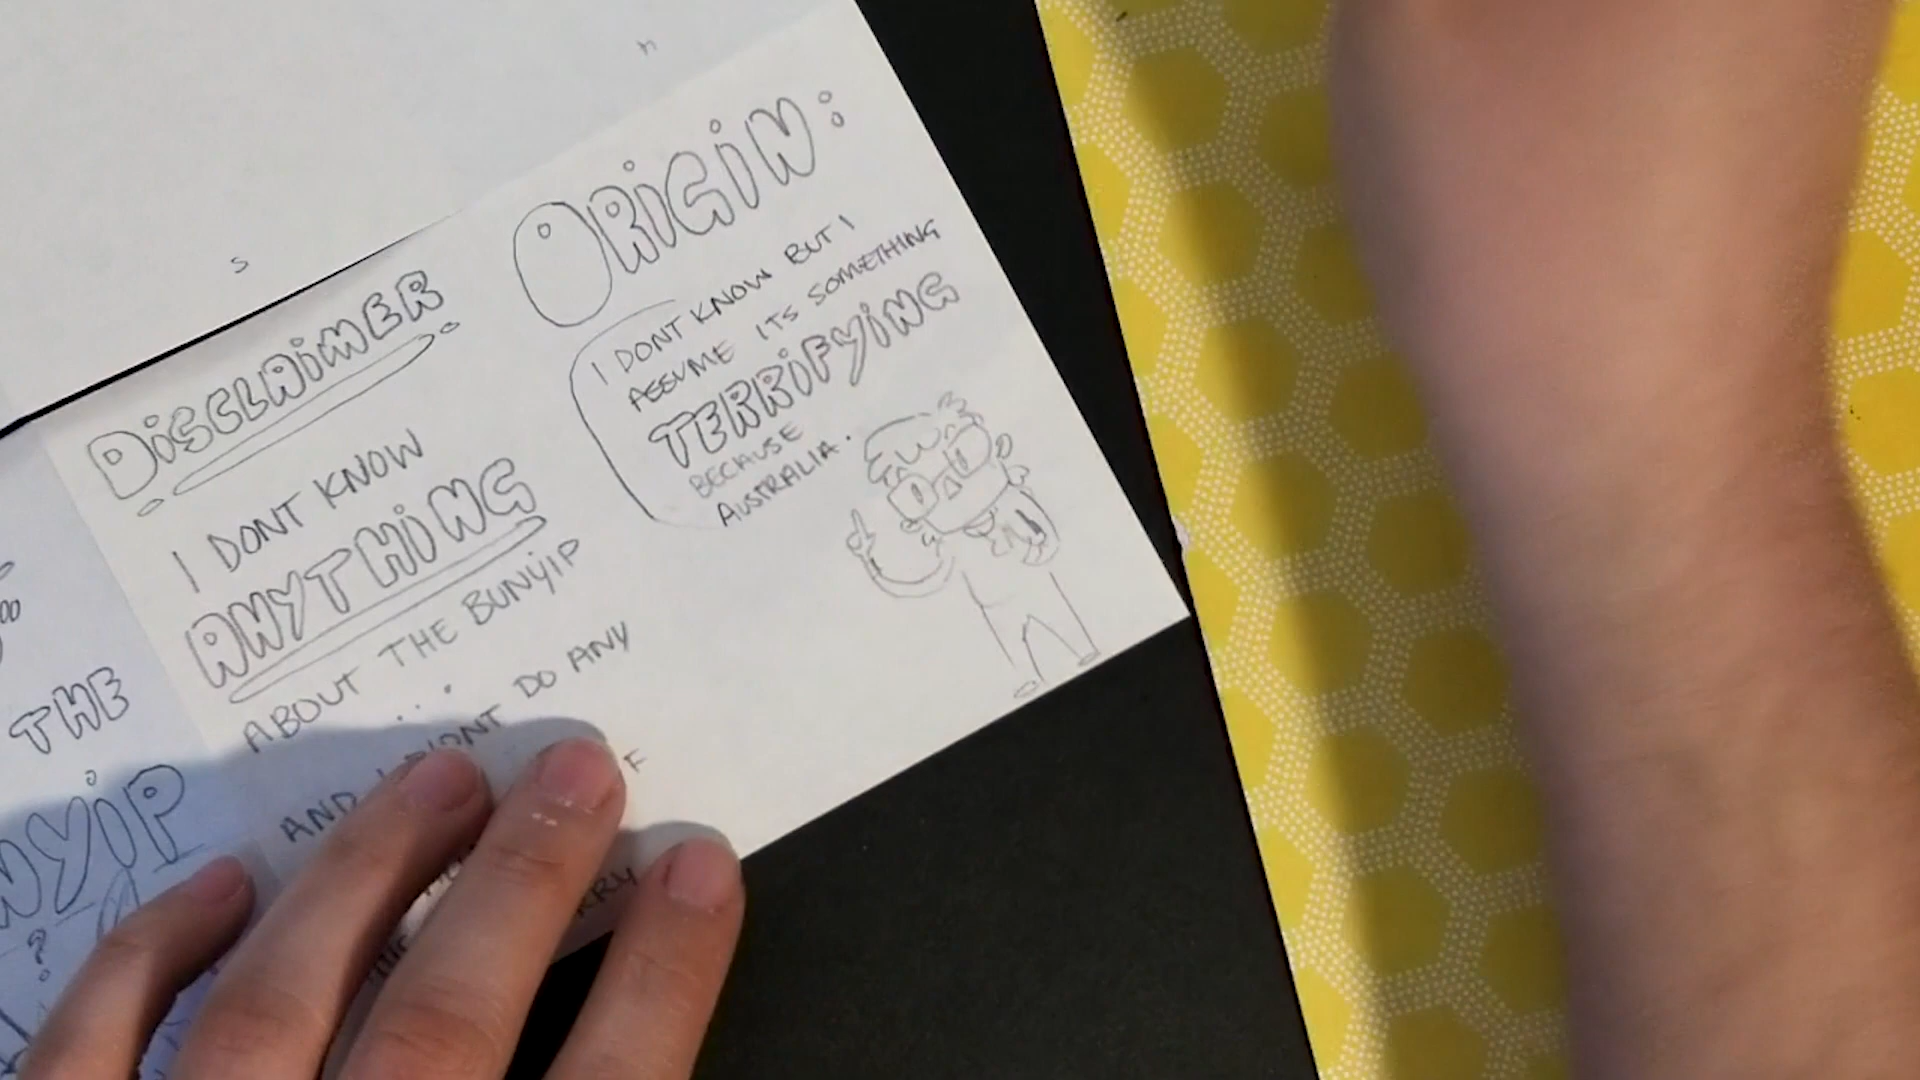 THE
NYIP
?
DISCLAIMER
I DONT KNOW
ANYTHING
ABOUT THE BUNYIP
...
AND I DIDNT DO ANY
ORIGIN:
I DONT KNOW BUT I
ASSUME ITS SOMETHING
TERRIFYING
BECAUSE
AUSTRALIA.
s
n